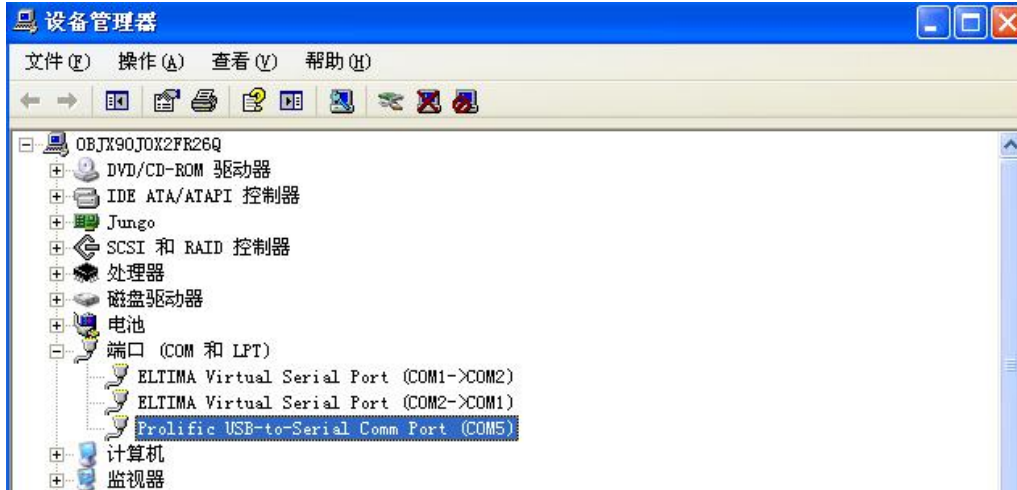 设备管理器
文件(F) 操作(A) 查看(V) 帮助(H)
OBJX90J0X2FR26Q
DVD/CD-ROM 驱动器
IDE ATA/ATAPI 控制器
Jungo
SCSI 和 RAID 控制器
处理器
磁盘驱动器
电池
端口 (COM 和 LPT)
ELTIMA Virtual Serial Port (COM1->COM2)
ELTIMA Virtual Serial Port (COM2->COM1)
Prolific USB-to-Serial Comm Port (COM5)
计算机
监视器